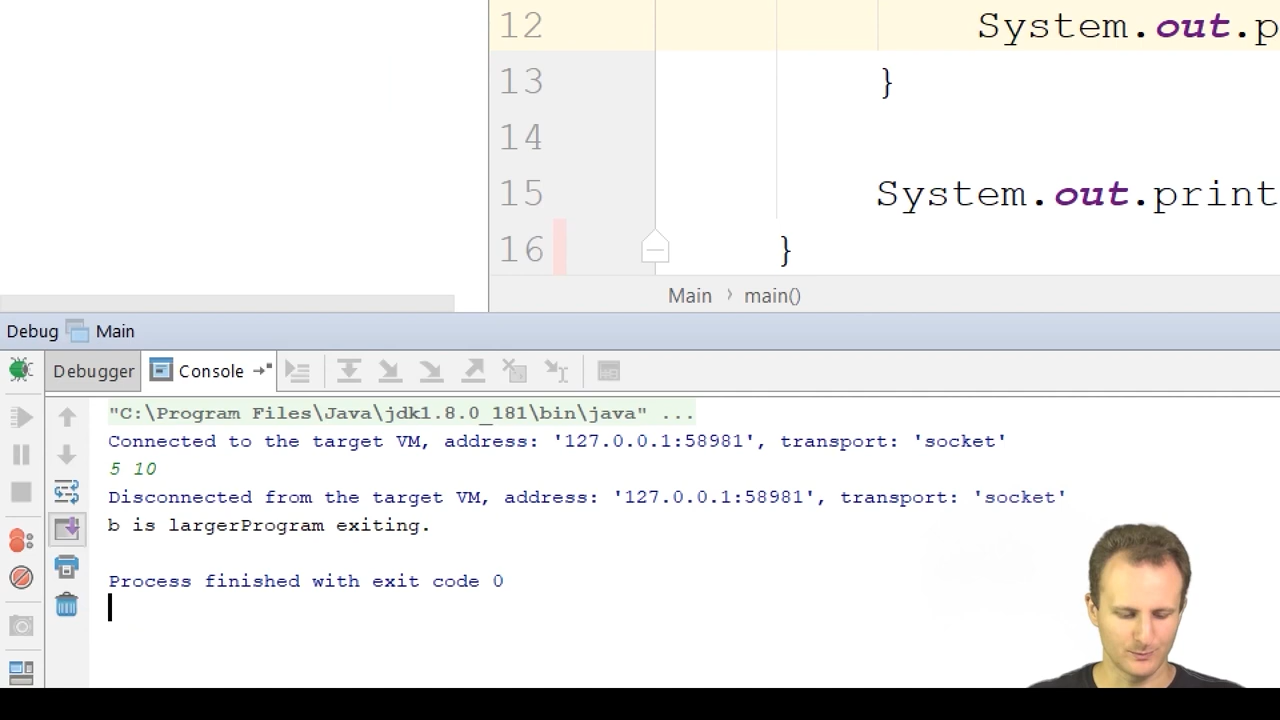 12 System.out.p
13 }
14
15 System.out.print
16 }
Main › main()
Debug Main
Debugger Console
"C:\Program Files\Java\jdk1.8.0_181\bin\java" ...
Connected to the target VM, address: '127.0.0.1:58981', transport: 'socket'
5 10
Disconnected from the target VM, address: '127.0.0.1:58981', transport: 'socket'
b is largerProgram exiting.
Process finished with exit code 0